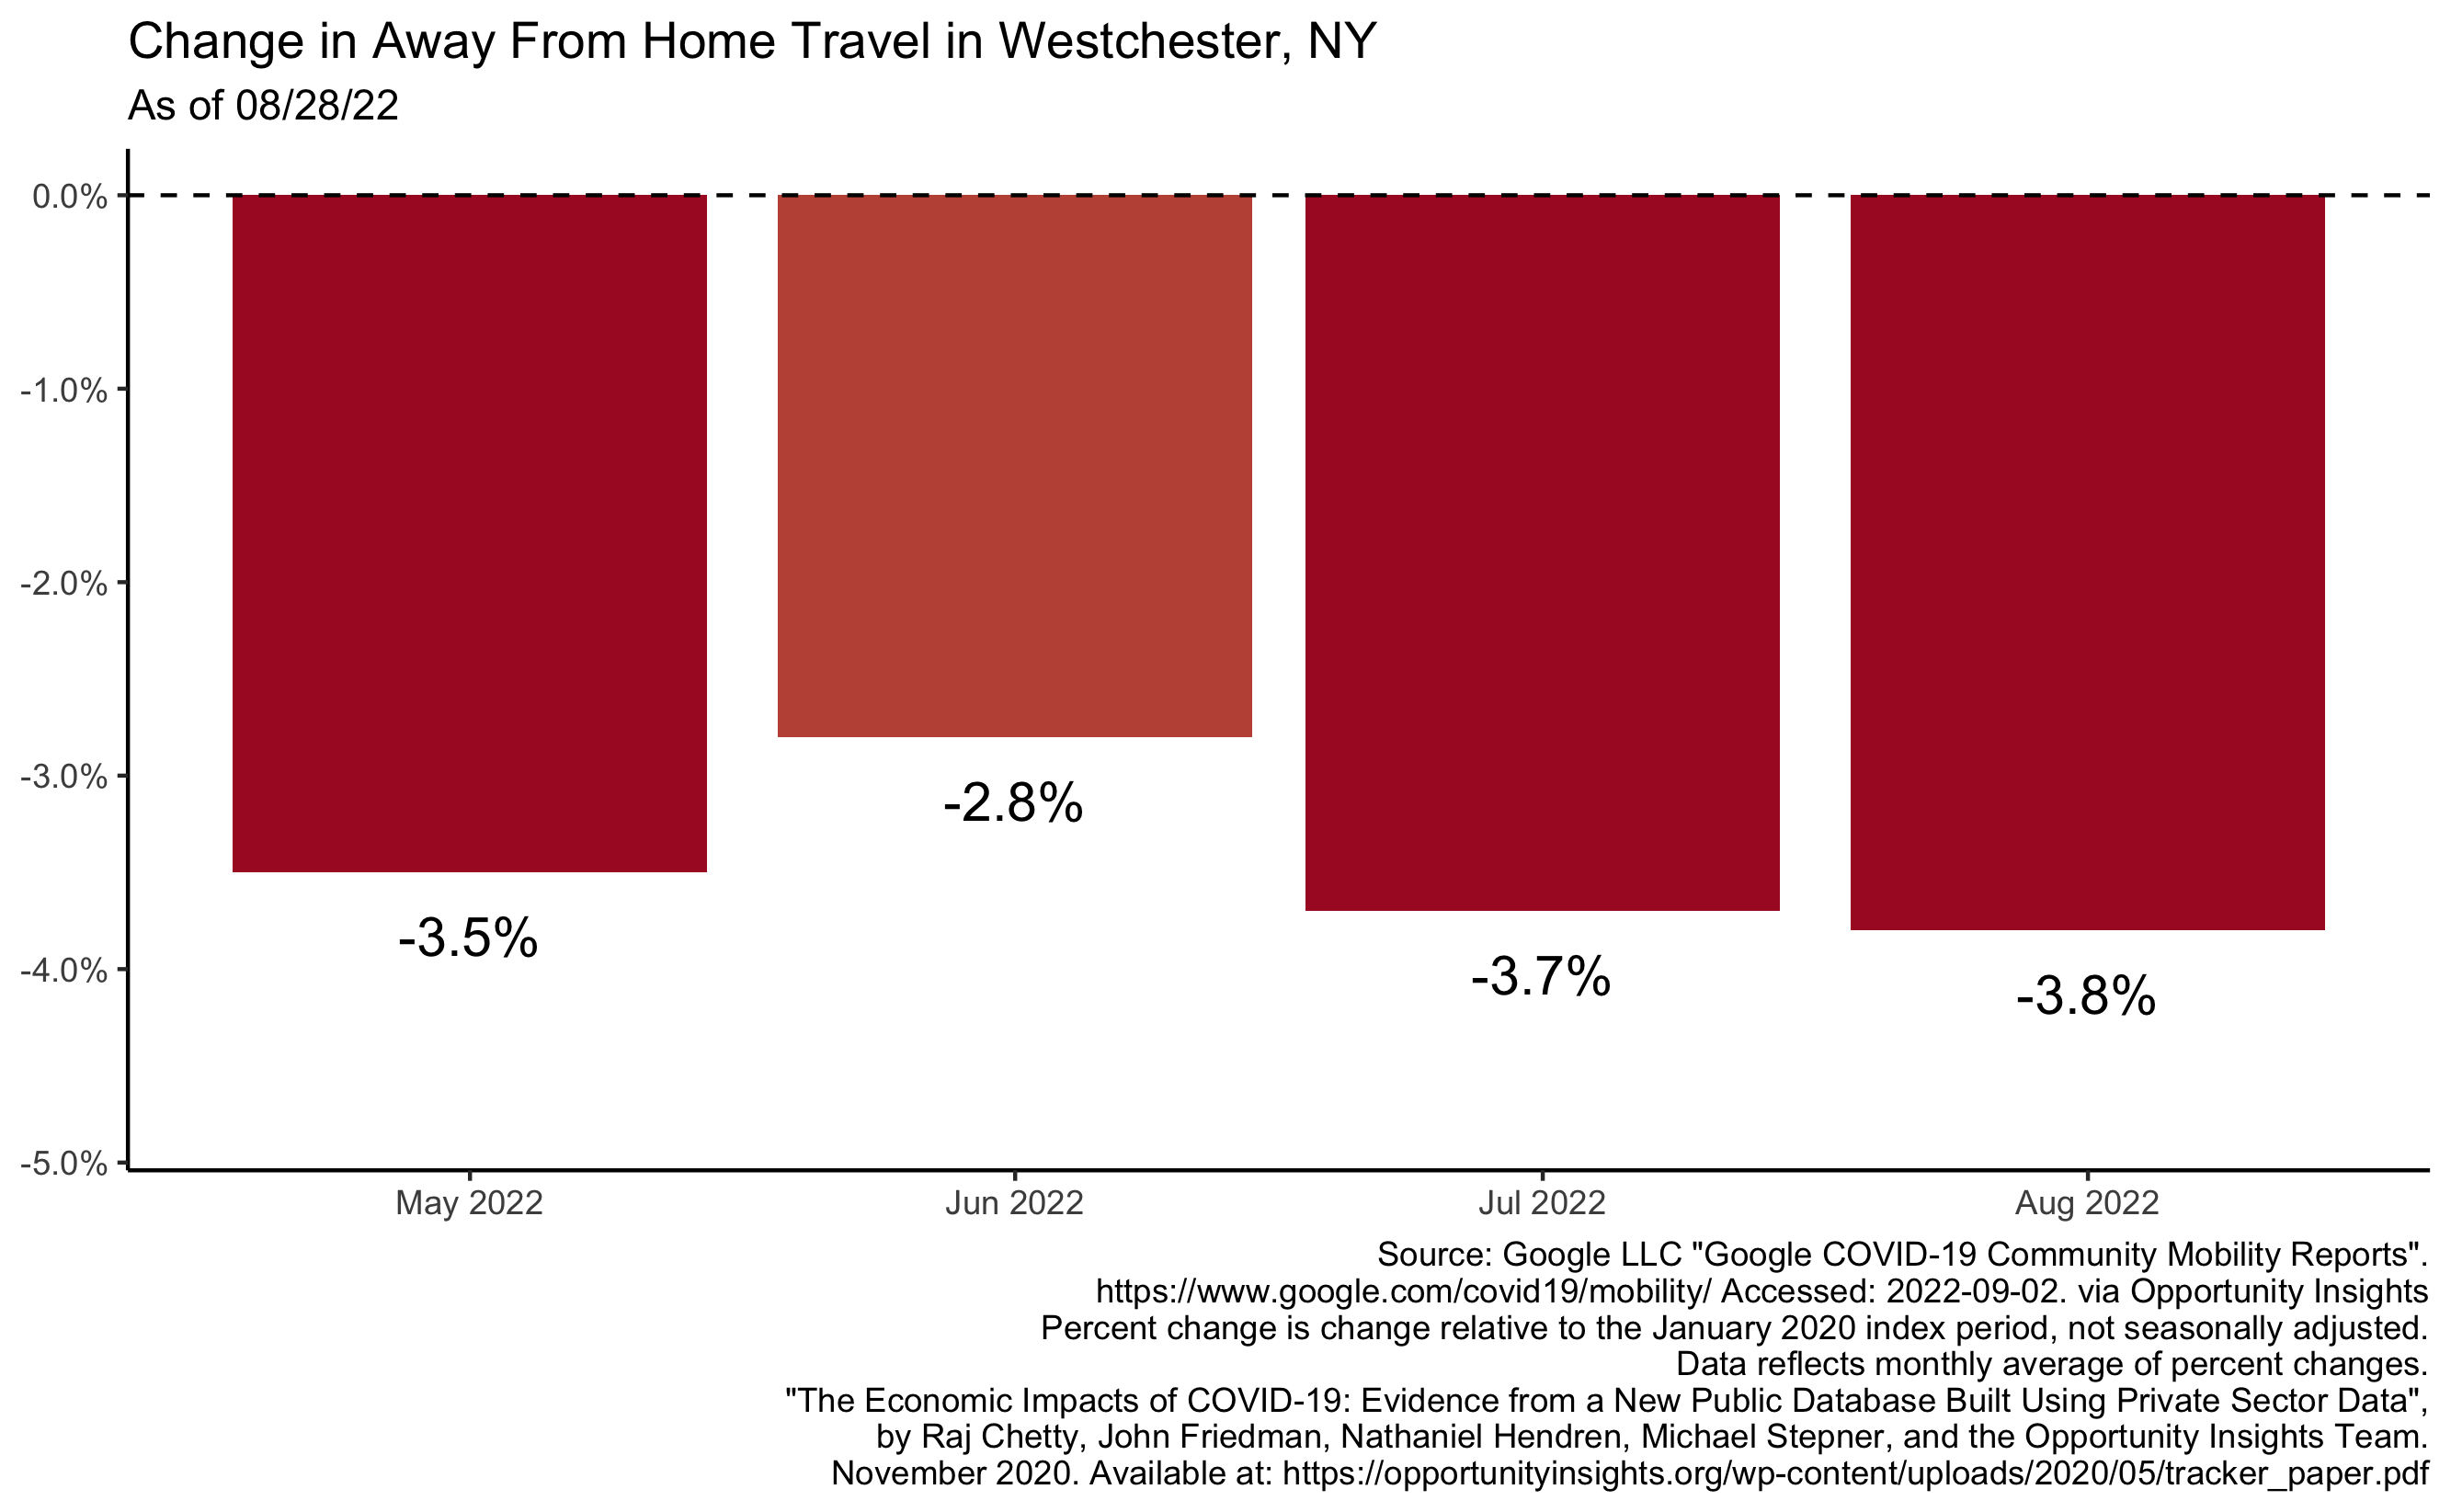 Change in Away From Home Travel in Westchester, NY
As of 08/28/22
0.0%
-1.0%
-2.0%
-3.0%
-4.0%
-5.0%
-3.5%
-2.8%
-3.7%
-3.8%
May 2022
Jun 2022
Jul 2022
Aug 2022
Source: Google LLC "Google COVID-19 Community Mobility Reports".
https://www.google.com/covid19/mobility/ Accessed: 2022-09-02. via Opportunity Insights
Percent change is change relative to the January 2020 index period, not seasonally adjusted.
Data reflects monthly average of percent changes.
"The Economic Impacts of COVID-19: Evidence from a New Public Database Built Using Private Sector Data",
by Raj Chetty, John Friedman, Nathaniel Hendren, Michael Stepner, and the Opportunity Insights Team.
November 2020. Available at: https://opportunityinsights.org/wp-content/uploads/2020/05/tracker_paper.pdf